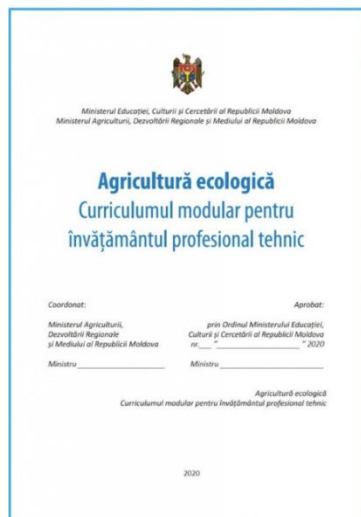 Ministerul Educației, Culturii și Cercetării al Republicii Moldova
Ministerul Agriculturii, Dezvoltării Regionale și Mediului al Republicii Moldova
Agricultură ecologică
Curriculumul modular pentru
învățământul profesional tehnic
Coordonat:
Ministerul Agriculturii,
Dezvoltării Regionale
și Mediului al Republicii Moldova
Ministru ____________________
Aprobat:
prin Ordinul Ministerului Educației,
Culturii și Cercetării al Republicii Moldova
nr.___ "____________________" 2020
Ministru ________________________
Agricultură ecologică
Curriculumul modular pentru învățământul profesional tehnic
2020